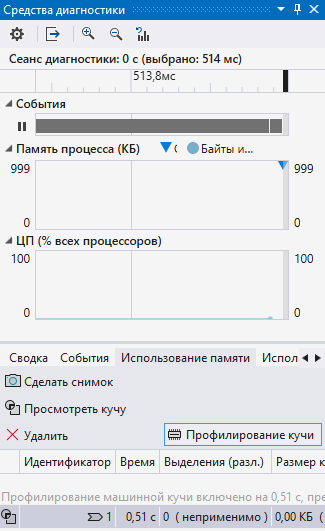 Средства диагностики
Сеанс диагностики: 0 с (выбрано: 514 мс)
513,8мс
События
Память процесса (КБ) С Байты и...
999 999
0 0
ЦП (% всех процессоров)
100 100
0 0
Сводка События Использование памяти Испол
Сделать снимок
Просмотреть кучу
Удалить Профилирование кучи
Идентификатор Время Выделения (разл.) Размер к
Профилирование машинной кучи включено на 0,51 с, пре
1 0,51 с 0 (неприменимо) 0,00 КБ (